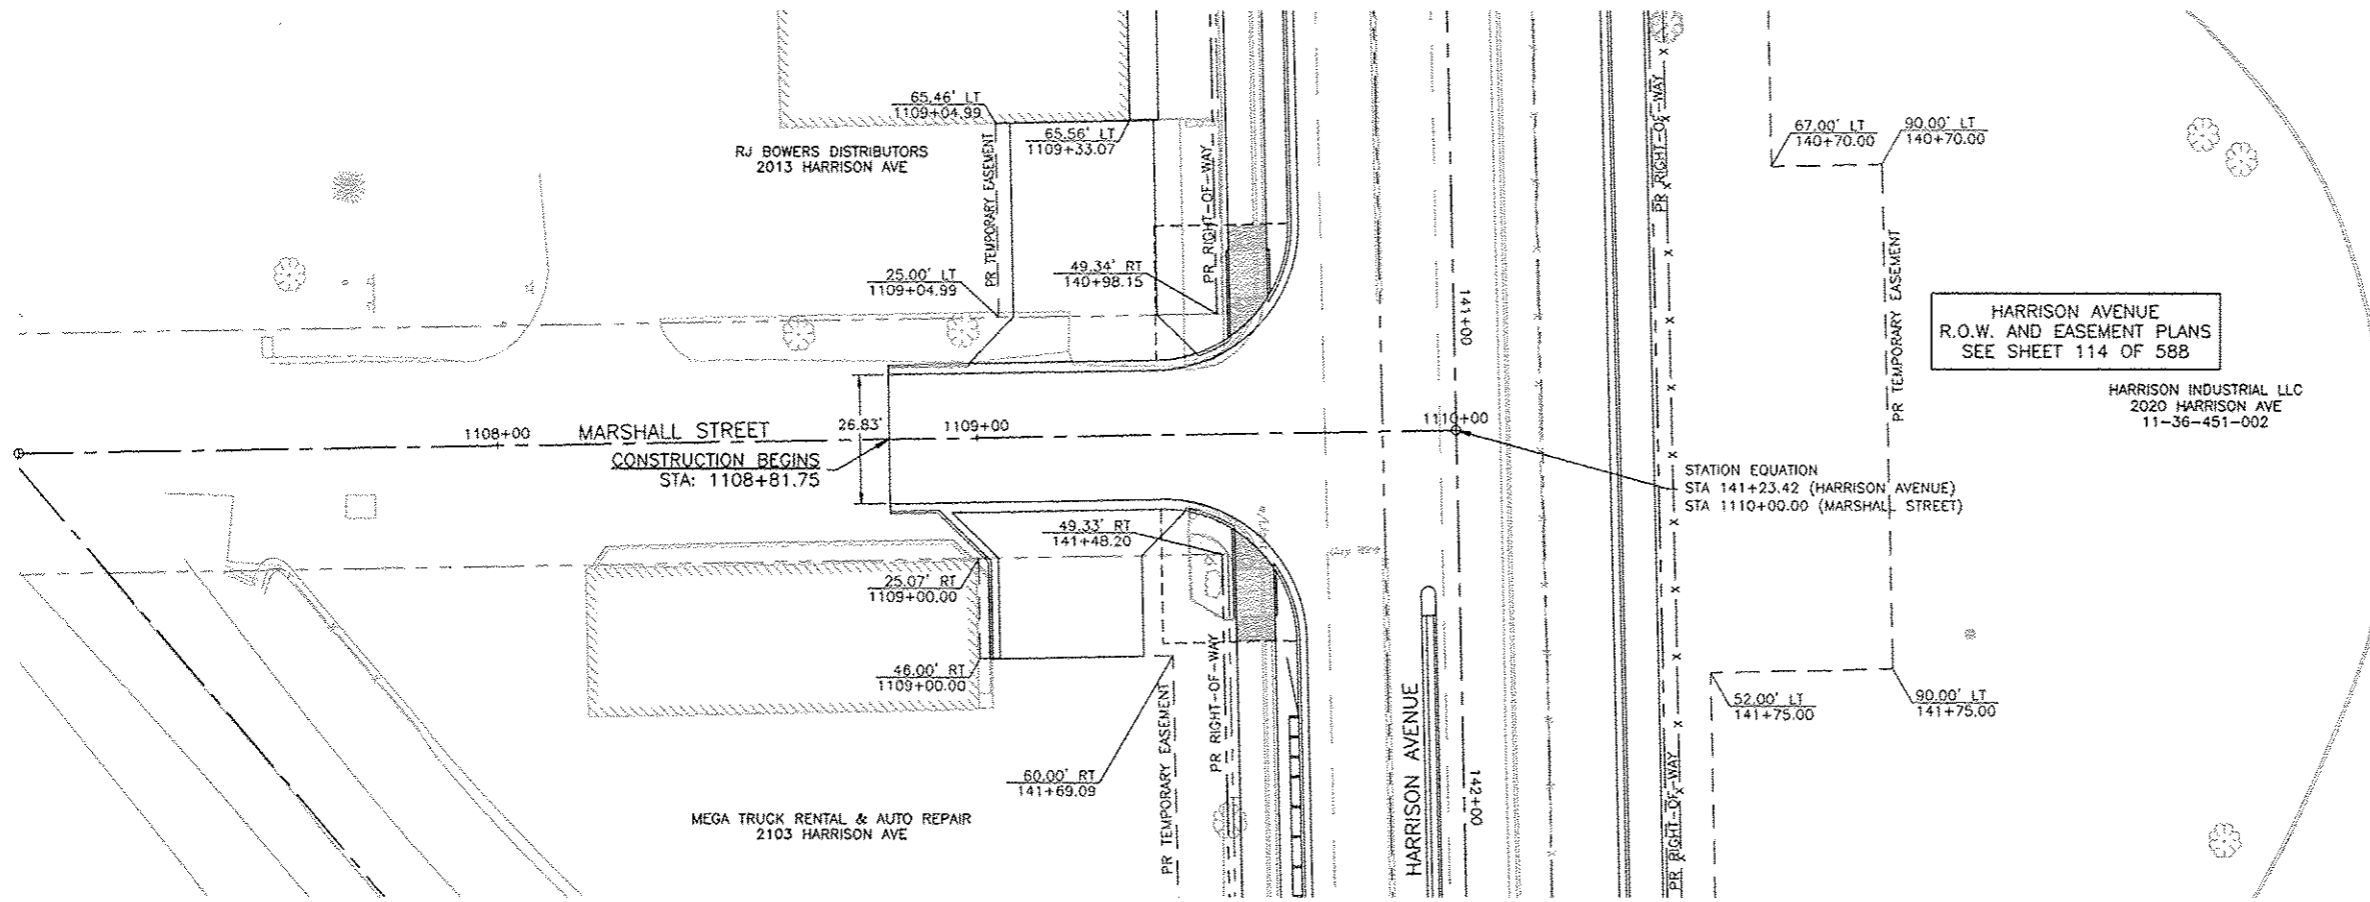 65.46' LT
1109+04.99
RJ BOWERS DISTRIBUTORS
2013 HARRISON AVE
PR TEMPORARY EASEMENT
65.56' LT
1109+33.07
PR RIGHT-OF-WAY
25.00' LT
1109+04.99
49.34' RT
140+98.15
141+00
PR RIGHT-OF-WAY
67.00' LT
140+70.00
90.00' LT
140+70.00
PR TEMPORARY EASEMENT
HARRISON AVENUE
R.O.W. AND EASEMENT PLANS
SEE SHEET 114 OF 588
HARRISON INDUSTRIAL LLC
2020 HARRISON AVE
11-36-451-002
1108+00
MARSHALL STREET
26.83'
1109+00
1110+00
CONSTRUCTION BEGINS
STA: 1108+81.75
STATION EQUATION
STA 141+23.42 (HARRISON AVENUE)
STA 1110+00.00 (MARSHALL STREET)
49.33' RT
141+48.20
25.07' RT
1109+00.00
46.00' RT
1109+00.00
60.00' RT
141+69.09
MEGA TRUCK RENTAL & AUTO REPAIR
2103 HARRISON AVE
PR TEMPORARY EASEMENT
PR RIGHT-OF-WAY
HARRISON AVENUE
142+00
PR RIGHT-OF-WAY
52.00' LT
141+75.00
90.00' LT
141+75.00